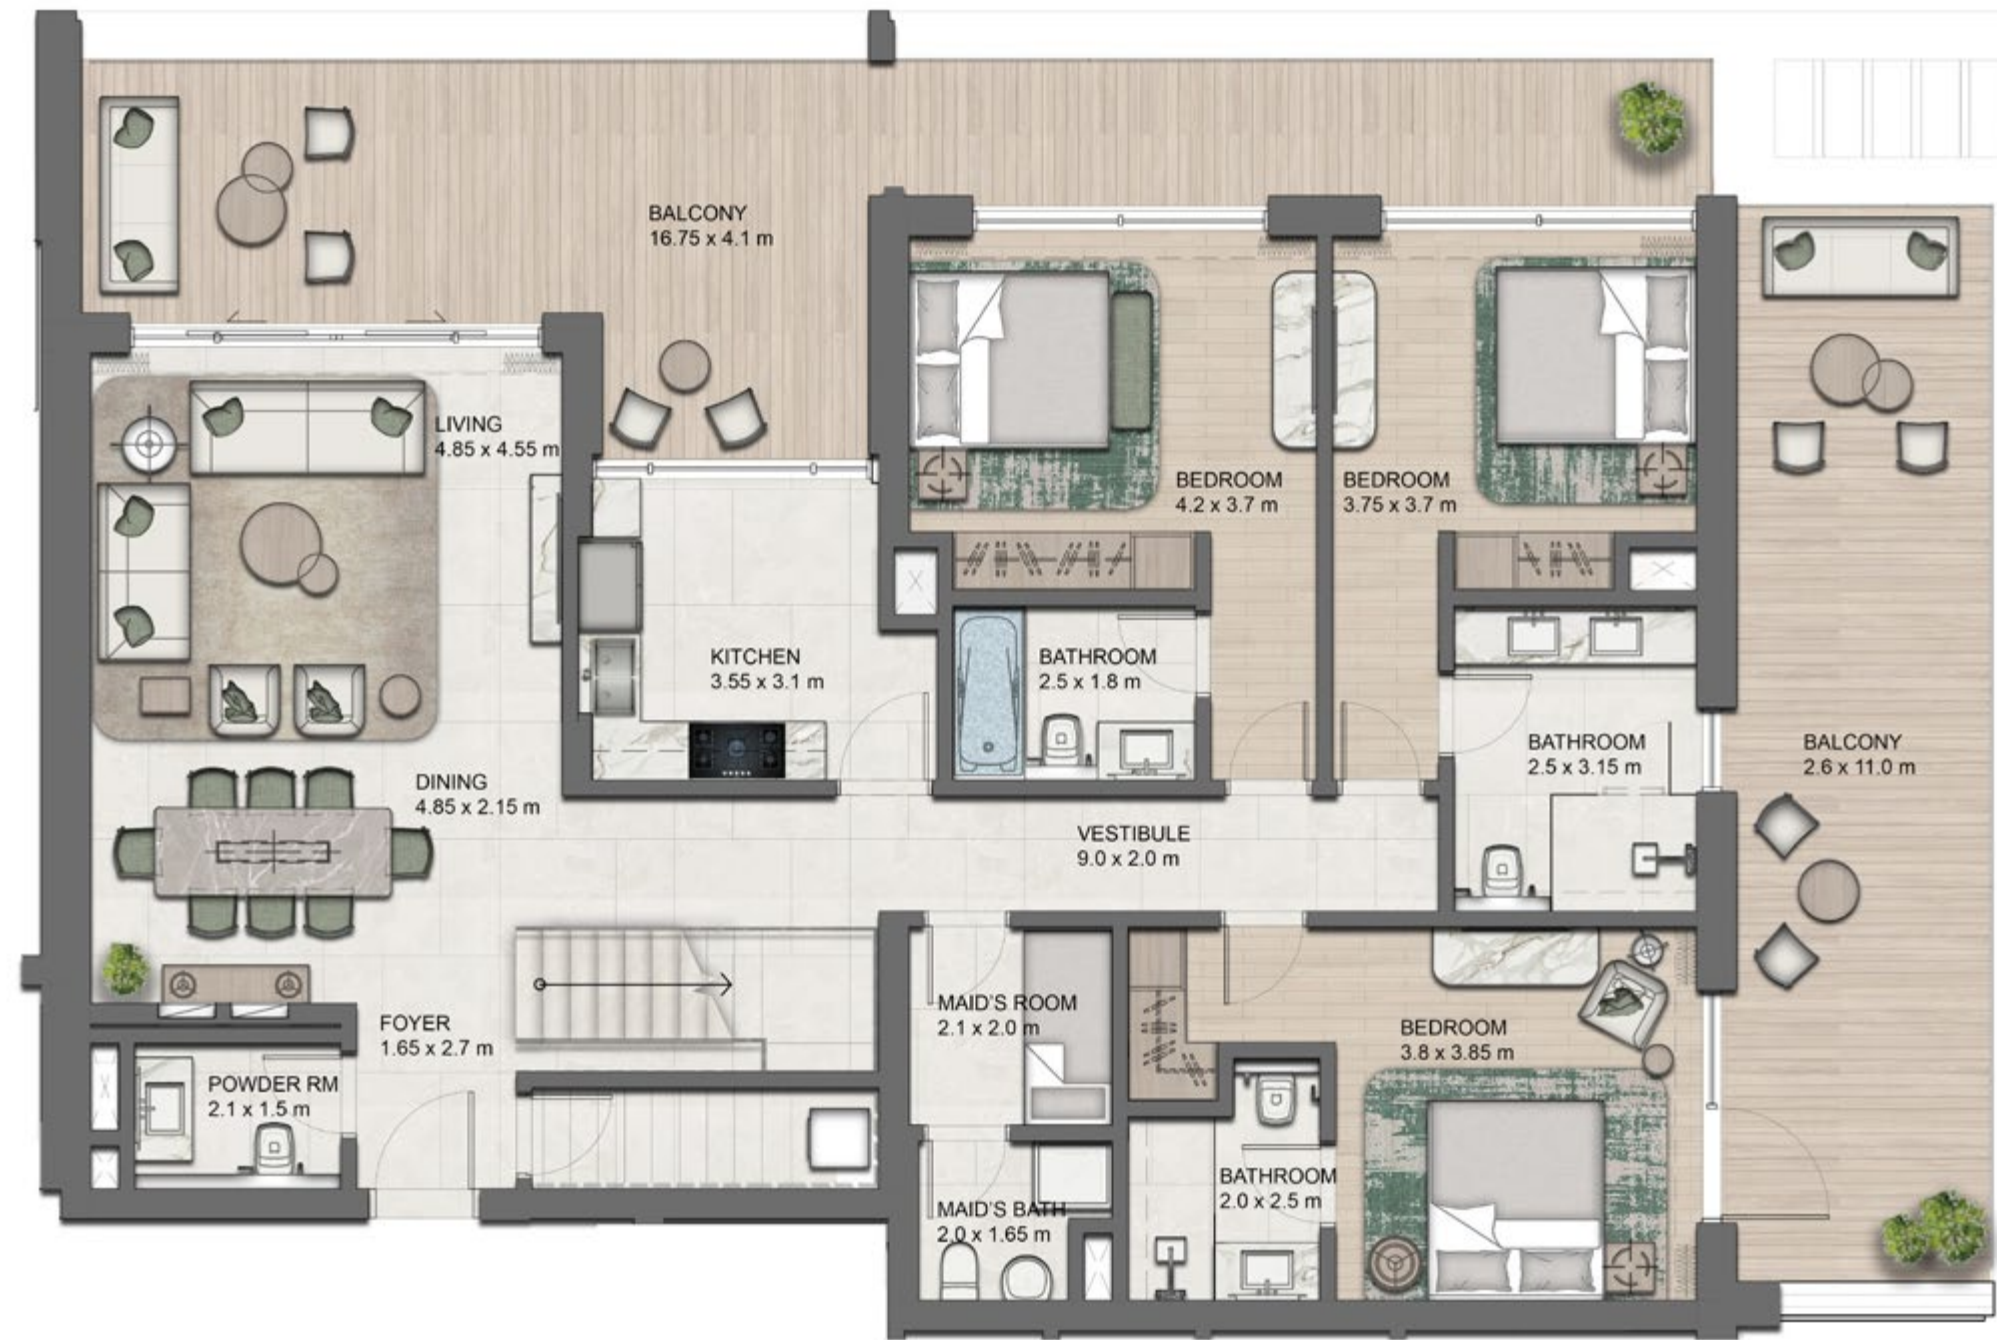 BALCONY
16.75 x 4.1 m
LIVING
4.85 x 4.55 m
BEDROOM
4.2 x 3.7 m
BEDROOM
3.75 x 3.7 m
KITCHEN
3.55 x 3.1 m
BATHROOM
2.5 x 1.8 m
BATHROOM
2.5 x 3.15 m
BALCONY
2.6 x 11.0 m
DINING
4.85 x 2.15 m
VESTIBULE
9.0 x 2.0 m
MAID'S ROOM
2.1 x 2.0 m
FOYER
1.65 x 2.7 m
BEDROOM
3.8 x 3.85 m
POWDER RM
2.1 x 1.5 m
BATHROOM
2.0 x 2.5 m
MAID'S BATH
2.0 x 1.65 m